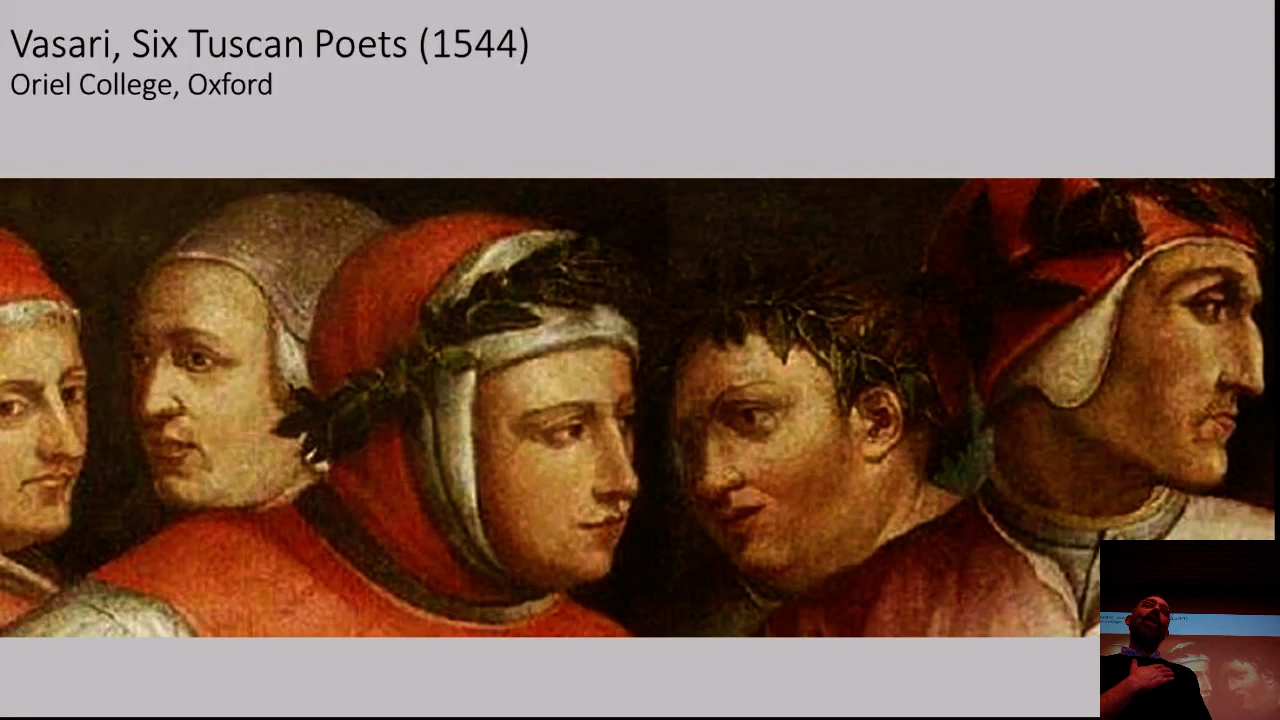 Vasari, Six Tuscan Poets (1544)
Oriel College, Oxford